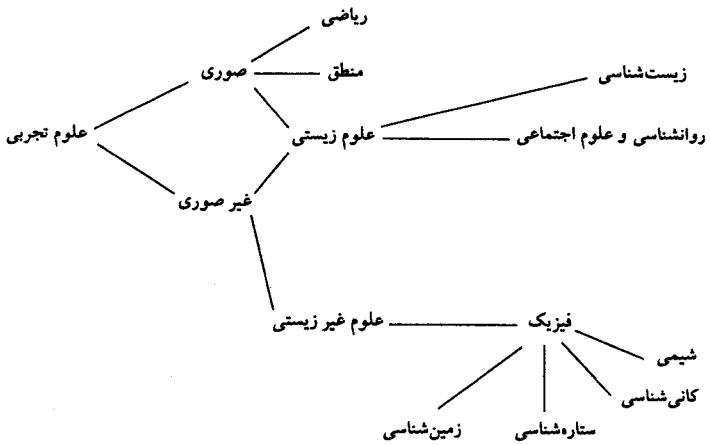 ریاضی
صوری
منطق
زیست‌شناسی
علوم تجربی
علوم زیستی
روانشناسی و علوم اجتماعی
غیر صوری
علوم غیر زیستی
فیزیک
شیمی
کانی‌شناسی
ستاره‌شناسی
زمین‌شناسی